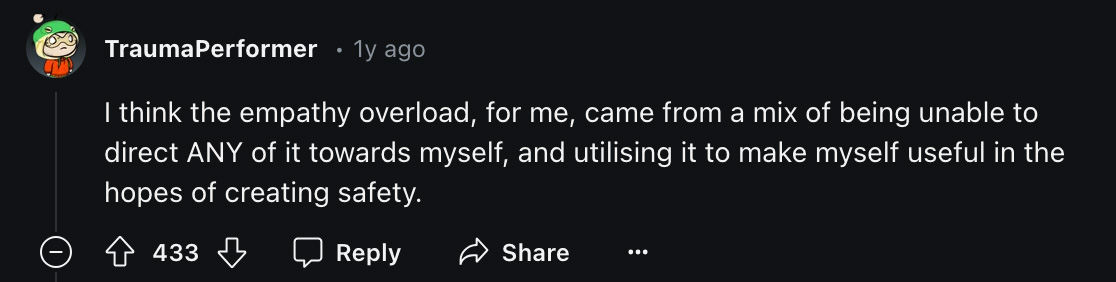 TraumaPerformer • 1y ago
I think the empathy overload, for me, came from a mix of being unable to
direct ANY of it towards myself, and utilising it to make myself useful in the
hopes of creating safety.
433 Reply Share ...